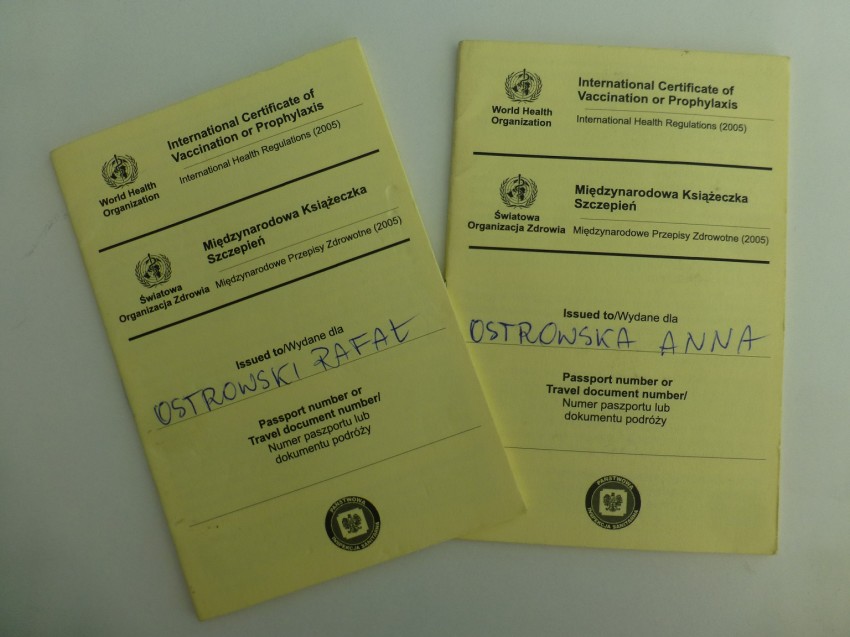 World Health
Organization
International Certificate of
Vaccination or Prophylaxis
International Health Regulations (2005)
Światowa
Organizacja Zdrowia
Międzynarodowa Książeczka
Szczepień
Międzynarodowe Przepisy Zdrowotne (2005)
Issued to/Wydane dla
OSTROWSKI RAFAŁ
Passport number or
Travel document number/
Numer paszportu lub
dokumentu podróży
PAŃSTWOWA
INSPEKCJA SANITARNA
World Health
Organization
International Certificate of
Vaccination or Prophylaxis
International Health Regulations (2005)
Światowa
Organizacja Zdrowia
Międzynarodowa Książeczka
Szczepień
Międzynarodowe Przepisy Zdrowotne (2005)
Issued to/Wydane dla
OSTROWSKA ANNA
Passport number or
Travel document number/
Numer paszportu lub
dokumentu podróży
PAŃSTWOWA
INSPEKCJA SANITARNA